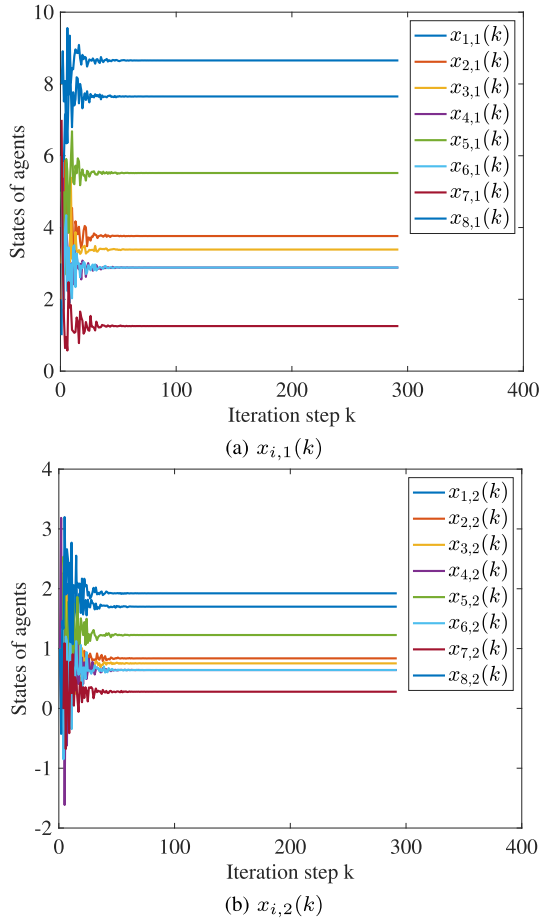 10
8
6
4
2
0
States of agents
x_{1,1}(k)
x_{2,1}(k)
x_{3,1}(k)
x_{4,1}(k)
x_{5,1}(k)
x_{6,1}(k)
x_{7,1}(k)
x_{8,1}(k)
0 100 200 300 400
Iteration step k
(a) x_{i,1}(k)
4
3
2
1
0
-1
-2
States of agents
x_{1,2}(k)
x_{2,2}(k)
x_{3,2}(k)
x_{4,2}(k)
x_{5,2}(k)
x_{6,2}(k)
x_{7,2}(k)
x_{8,2}(k)
0 100 200 300 400
Iteration step k
(b) x_{i,2}(k)